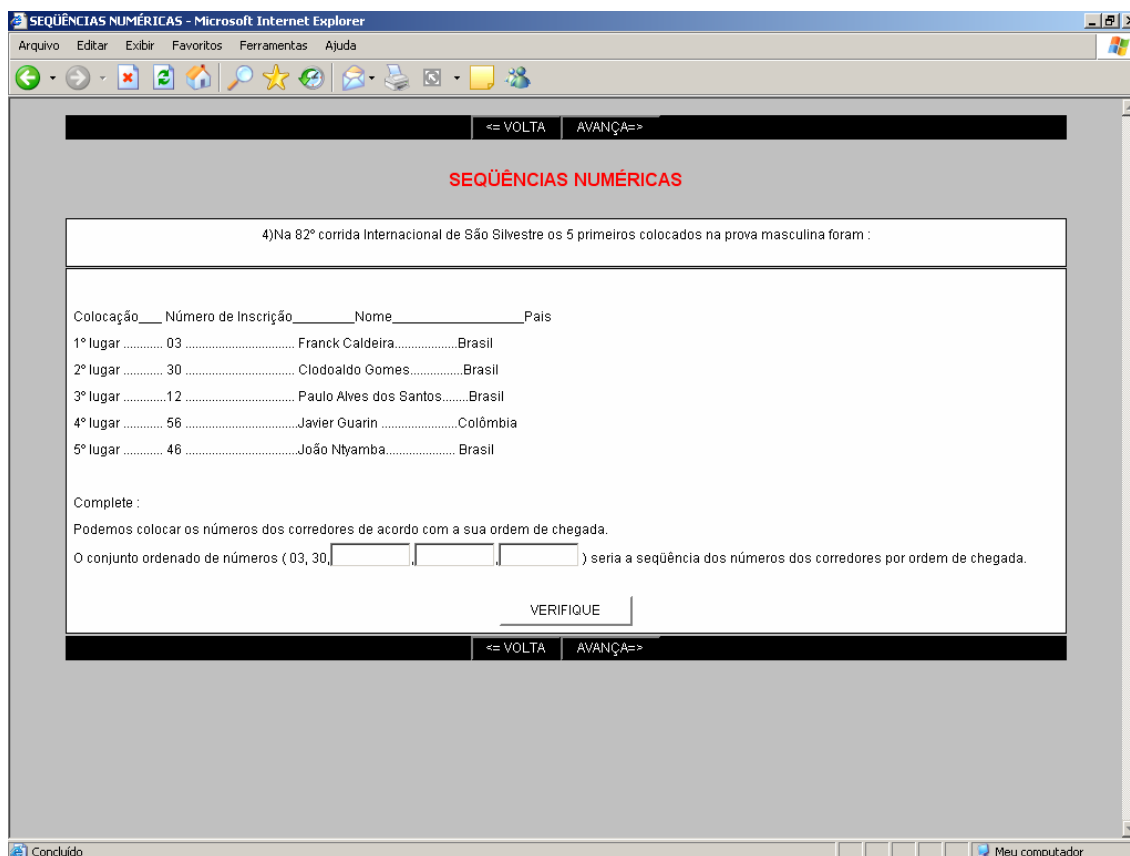 SEQÜÊNCIAS NUMÉRICAS - Microsoft Internet Explorer
Arquivo Editar Exibir Favoritos Ferramentas Ajuda
<= VOLTA AVANÇA=>
SEQÜÊNCIAS NUMÉRICAS
4)Na 82º corrida Internacional de São Silvestre os 5 primeiros colocados na prova masculina foram :
Colocação___ Número de Inscrição________Nome_________________Pais
1º lugar ............ 03 ................................. Franck Caldeira...................Brasil
2º lugar ............ 30 ................................. Clodoaldo Gomes................Brasil
3º lugar .............12 ................................. Paulo Alves dos Santos........Brasil
4º lugar ............ 56 ..................................Javier Guarin .......................Colômbia
5º lugar ............ 46 ..................................João Ntyamba..................... Brasil
Complete :
Podemos colocar os números dos corredores de acordo com a sua ordem de chegada.
O conjunto ordenado de números ( 03, 30, , , ) seria a seqüência dos números dos corredores por ordem de chegada.
VERIFIQUE
<= VOLTA AVANÇA=>
Concluído Meu computador